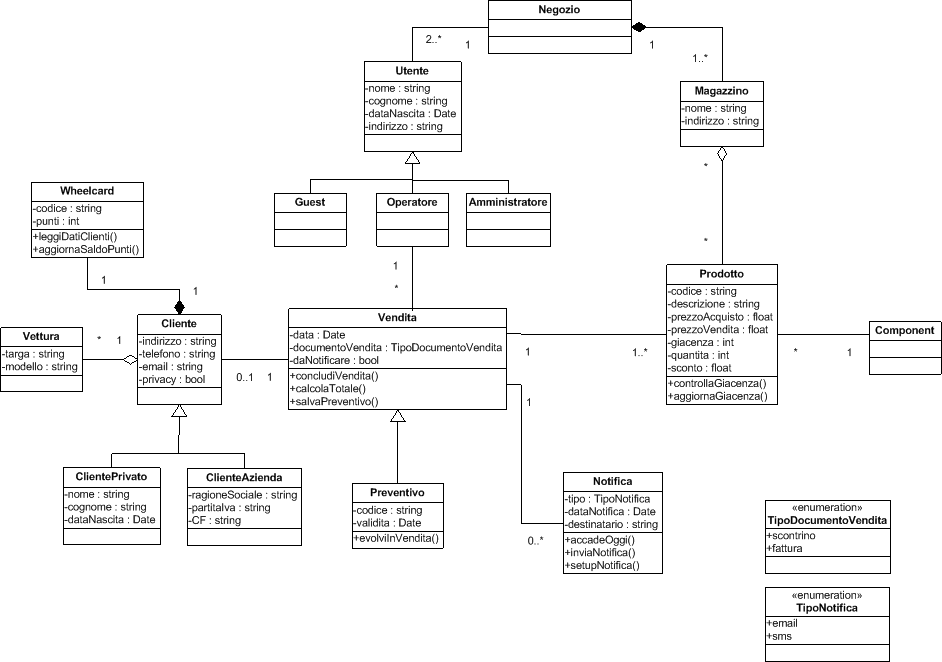 Negozio
2..*
1
1
1..*
Utente
-nome : string
-cognome : string
-dataNascita : Date
-indirizzo : string
Magazzino
-nome : string
-indirizzo : string
*
*
Guest
Operatore
Amministratore
Wheelcard
-codice : string
-punti : int
+leggiDatiClienti()
+aggiornaSaldoPunti()
1
1
1
*
Vettura
-targa : string
-modello : string
*
1
Cliente
-indirizzo : string
-telefono : string
-email : string
-privacy : bool
0..1
1
Vendita
-data : Date
-documentoVendita : TipoDocumentoVendita
-daNotificare : bool
+concludiVendita()
+calcolaTotale()
+salvaPreventivo()
1
1..*
1
Prodotto
-codice : string
-descrizione : string
-prezzoAcquisto : float
-prezzoVendita : float
-giacenza : int
-quantita : int
-sconto : float
+controllaGiacenza()
+aggiornaGiacenza()
*
1
Component
ClientePrivato
-nome : string
-cognome : string
-dataNascita : Date
ClienteAzienda
-ragioneSociale : string
-partitaIva : string
-CF : string
Preventivo
-codice : string
-validita : Date
+evolviInVendita()
0..*
Notifica
-tipo : TipoNotifica
-dataNotifica : Date
-destinatario : string
+accadeOggi()
+inviaNotifica()
+setupNotifica()
«enumeration»
TipoDocumentoVendita
+scontrino
+fattura
«enumeration»
TipoNotifica
+email
+sms